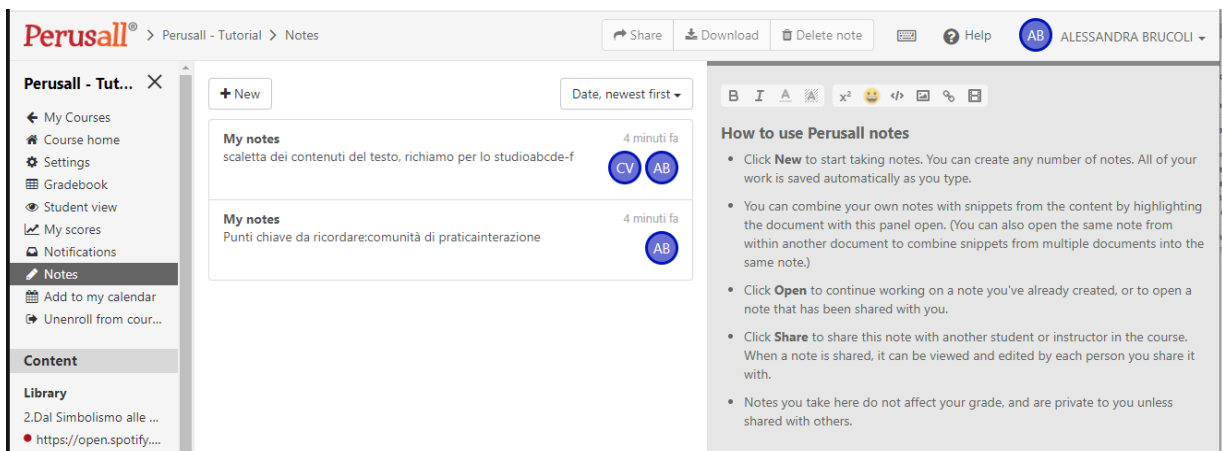 Perusall® > Perusall - Tutorial > Notes
Share
Download
Delete note
Help
AB
ALESSANDRA BRUCOLI
Perusall - Tut...
My Courses
Course home
Settings
Gradebook
Student view
My scores
Notifications
Notes
Add to my calendar
Unenroll from cour...
Content
Library
2.Dal Simbolismo alle ...
https://open.spotify....
New
Date, newest first
My notes
4 minuti fa
scaletta dei contenuti del testo, richiamo per lo studioabcde-f
CV AB
My notes
4 minuti fa
Punti chiave da ricordare:comunità di praticainterazione
AB
B I A A x²
How to use Perusall notes
• Click New to start taking notes. You can create any number of notes. All of your
work is saved automatically as you type.
• You can combine your own notes with snippets from the content by highlighting
the document with this panel open. (You can also open the same note from
within another document to combine snippets from multiple documents into the
same note.)
• Click Open to continue working on a note you've already created, or to open a
note that has been shared with you.
• Click Share to share this note with another student or instructor in the course.
When a note is shared, it can be viewed and edited by each person you share it
with.
• Notes you take here do not affect your grade, and are private to you unless
shared with others.